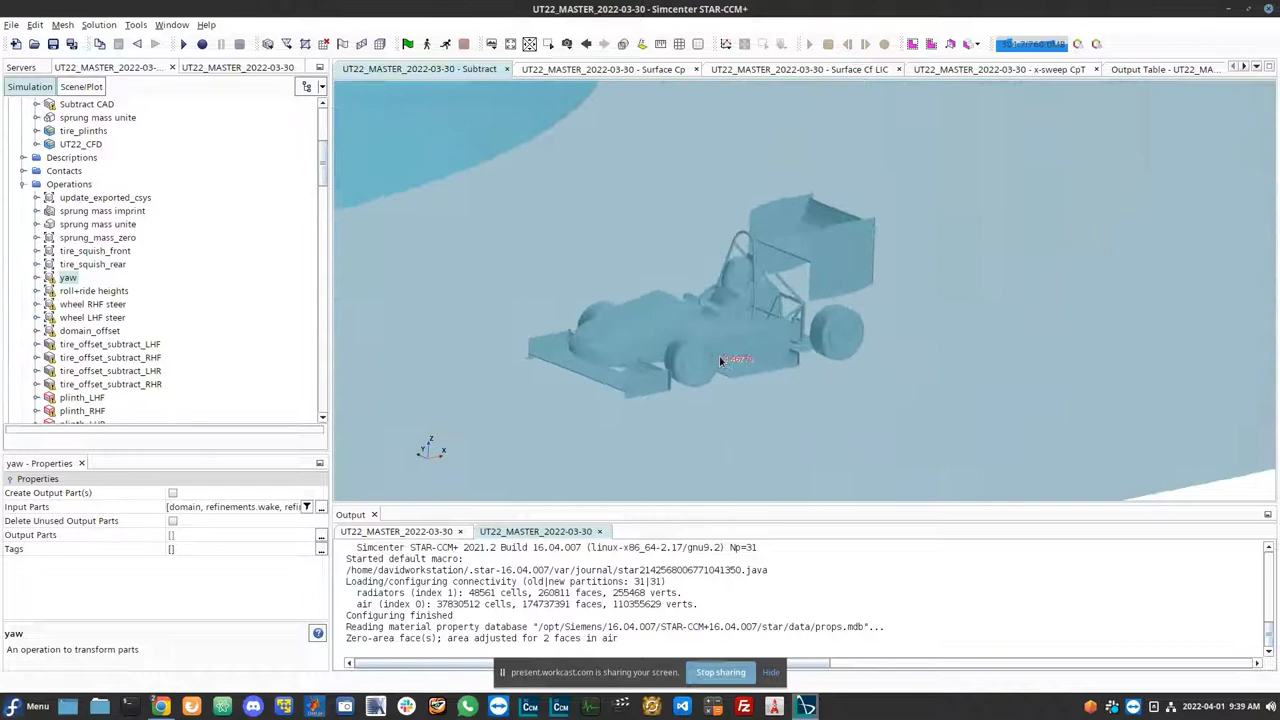 UT22_MASTER_2022-03-30 - Simcenter STAR-CCM+
File Edit Mesh Solution Tools Window Help
Servers UT22_MASTER_2022-03-... UT22_MASTER_2022-03-30
UT22_MASTER_2022-03-30 - Subtract UT22_MASTER_2022-03-30 - Surface Cp UT22_MASTER_2022-03-30 - Surface Cf LIC UT22_MASTER_2022-03-30 - x-sweep CpT Output Table - UT22_MA...
Simulation Scene/Plot
Subtract CAD
sprung mass unite
tire_plinths
UT22_CFD
Descriptions
Contacts
Operations
update_exported_csys
sprung mass imprint
sprung mass unite
sprung_mass_zero
tire_squish_front
tire_squish_rear
yaw
roll+ride heights
wheel RHF steer
wheel LHF steer
domain_offset
tire_offset_subtract_LHF
tire_offset_subtract_RHF
tire_offset_subtract_LHR
tire_offset_subtract_RHR
plinth_LHF
plinth_RHF
Z
Y X
yaw - Properties
Properties
Create Output Part(s)
Input Parts [domain, refinements.wake, refi
Delete Unused Output Parts
Output Parts []
Tags []
yaw
An operation to transform parts
Output
UT22_MASTER_2022-03-30 UT22_MASTER_2022-03-30
Simcenter STAR-CCM+ 2021.2 Build 16.04.007 (linux-x86_64-2.17/gnu9.2) Np=31
Started default macro:
/home/davidworkstation/.star-16.04.007/var/journal/star2142568006771041350.java
Loading/configuring connectivity (old|new partitions: 31|31)
radiators (index 1): 48561 cells, 260811 faces, 255468 verts.
air (index 0): 37830512 cells, 174737391 faces, 110355629 verts.
Configuring finished
Reading material property database "/opt/Siemens/16.04.007/STAR-CCM+16.04.007/star/data/props.mdb"...
Zero-area face(s); area adjusted for 2 faces in air
present.workcast.com is sharing your screen. Stop sharing Hide
Menu
2022-04-01 9:39 AM